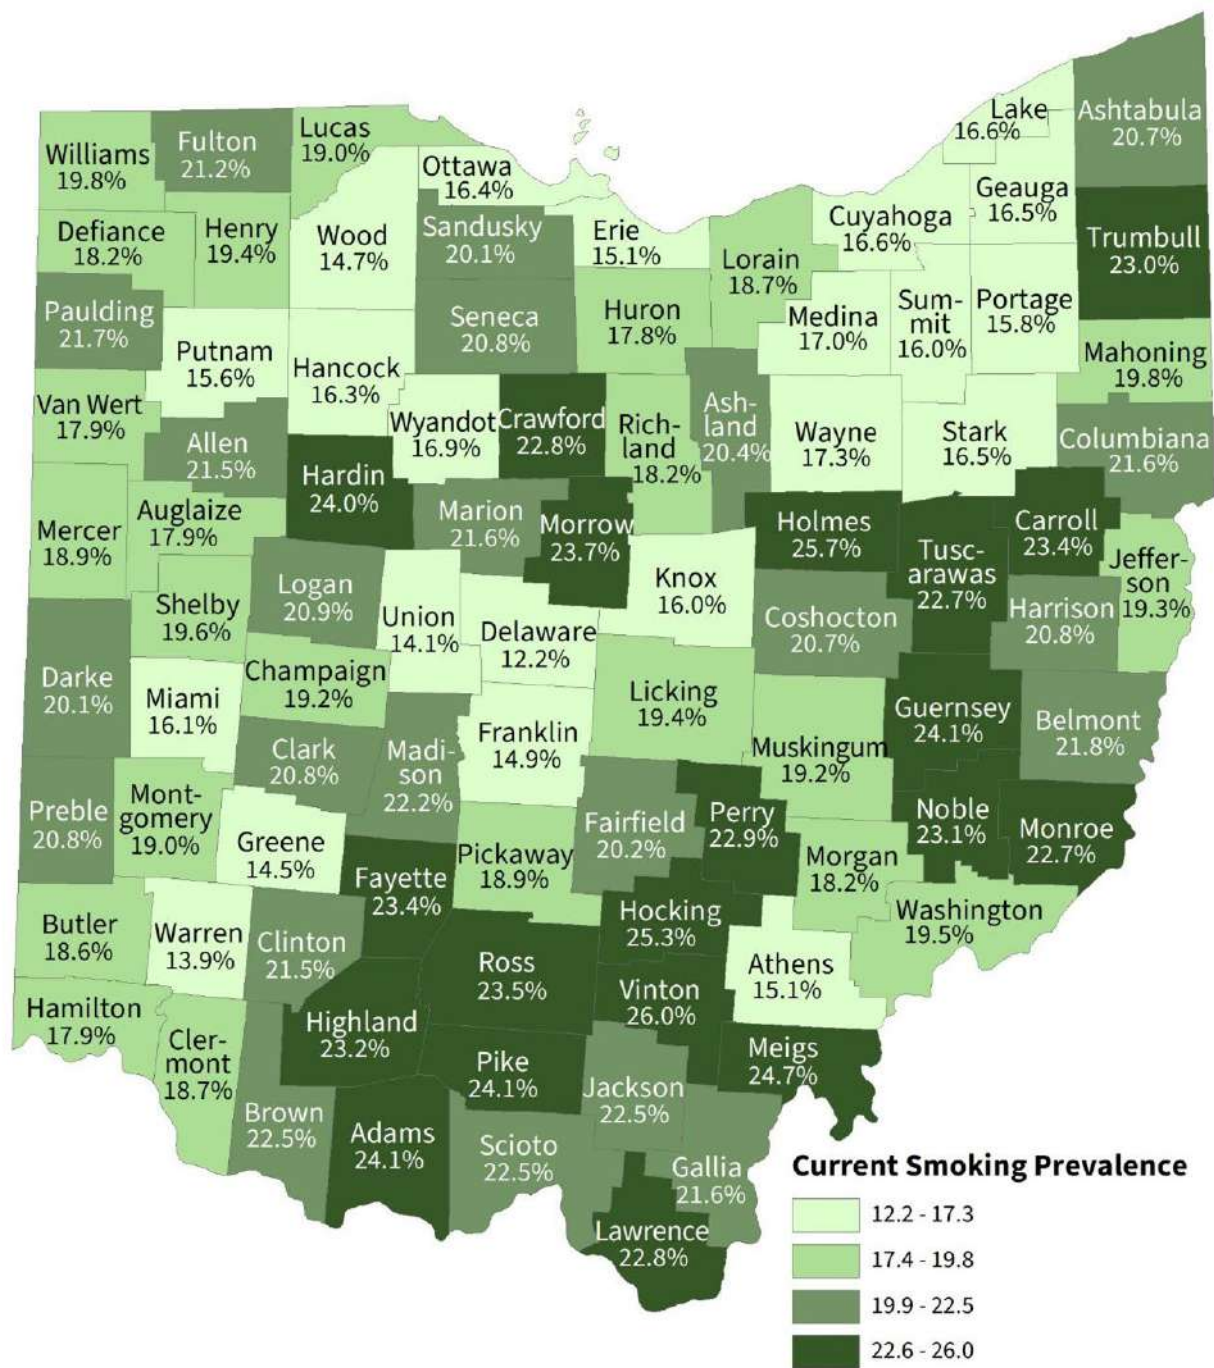 Lake
16.6%
Ashtabula
20.7%
Williams
19.8%
Fulton
21.2%
Lucas
19.0%
Ottawa
16.4%
Geauga
16.5%
Defiance
18.2%
Henry
19.4%
Wood
14.7%
Sandusky
20.1%
Erie
15.1%
Lorain
18.7%
Cuyahoga
16.6%
Trumbull
23.0%
Paulding
21.7%
Putnam
15.6%
Hancock
16.3%
Seneca
20.8%
Huron
17.8%
Medina
17.0%
Sum-
mit
16.0%
Portage
15.8%
Mahoning
19.8%
Van Wert
17.9%
Allen
21.5%
Hardin
24.0%
Wyandot
16.9%
Crawford
22.8%
Rich-
land
18.2%
Ash-
land
20.4%
Wayne
17.3%
Stark
16.5%
Columbiana
21.6%
Mercer
18.9%
Auglaize
17.9%
Marion
21.6%
Morrow
23.7%
Holmes
25.7%
Tusc-
arawas
22.7%
Carroll
23.4%
Jeffer-
son
19.3%
Shelby
19.6%
Logan
20.9%
Union
14.1%
Delaware
12.2%
Knox
16.0%
Coshocton
20.7%
Harrison
20.8%
Darke
20.1%
Miami
16.1%
Champaign
19.2%
Clark
20.8%
Madi-
son
22.2%
Franklin
14.9%
Licking
19.4%
Muskingum
19.2%
Guernsey
24.1%
Belmont
21.8%
Preble
20.8%
Mont-
gomery
19.0%
Greene
14.5%
Fayette
23.4%
Pickaway
18.9%
Fairfield
20.2%
Perry
22.9%
Morgan
18.2%
Noble
23.1%
Monroe
22.7%
Butler
18.6%
Warren
13.9%
Clinton
21.5%
Ross
23.5%
Hocking
25.3%
Athens
15.1%
Washington
19.5%
Hamilton
17.9%
Cler-
mont
18.7%
Highland
23.2%
Pike
24.1%
Vinton
26.0%
Meigs
24.7%
Brown
22.5%
Adams
24.1%
Scioto
22.5%
Jackson
22.5%
Gallia
21.6%
Lawrence
22.8%
Current Smoking Prevalence
12.2 - 17.3
17.4 - 19.8
19.9 - 22.5
22.6 - 26.0